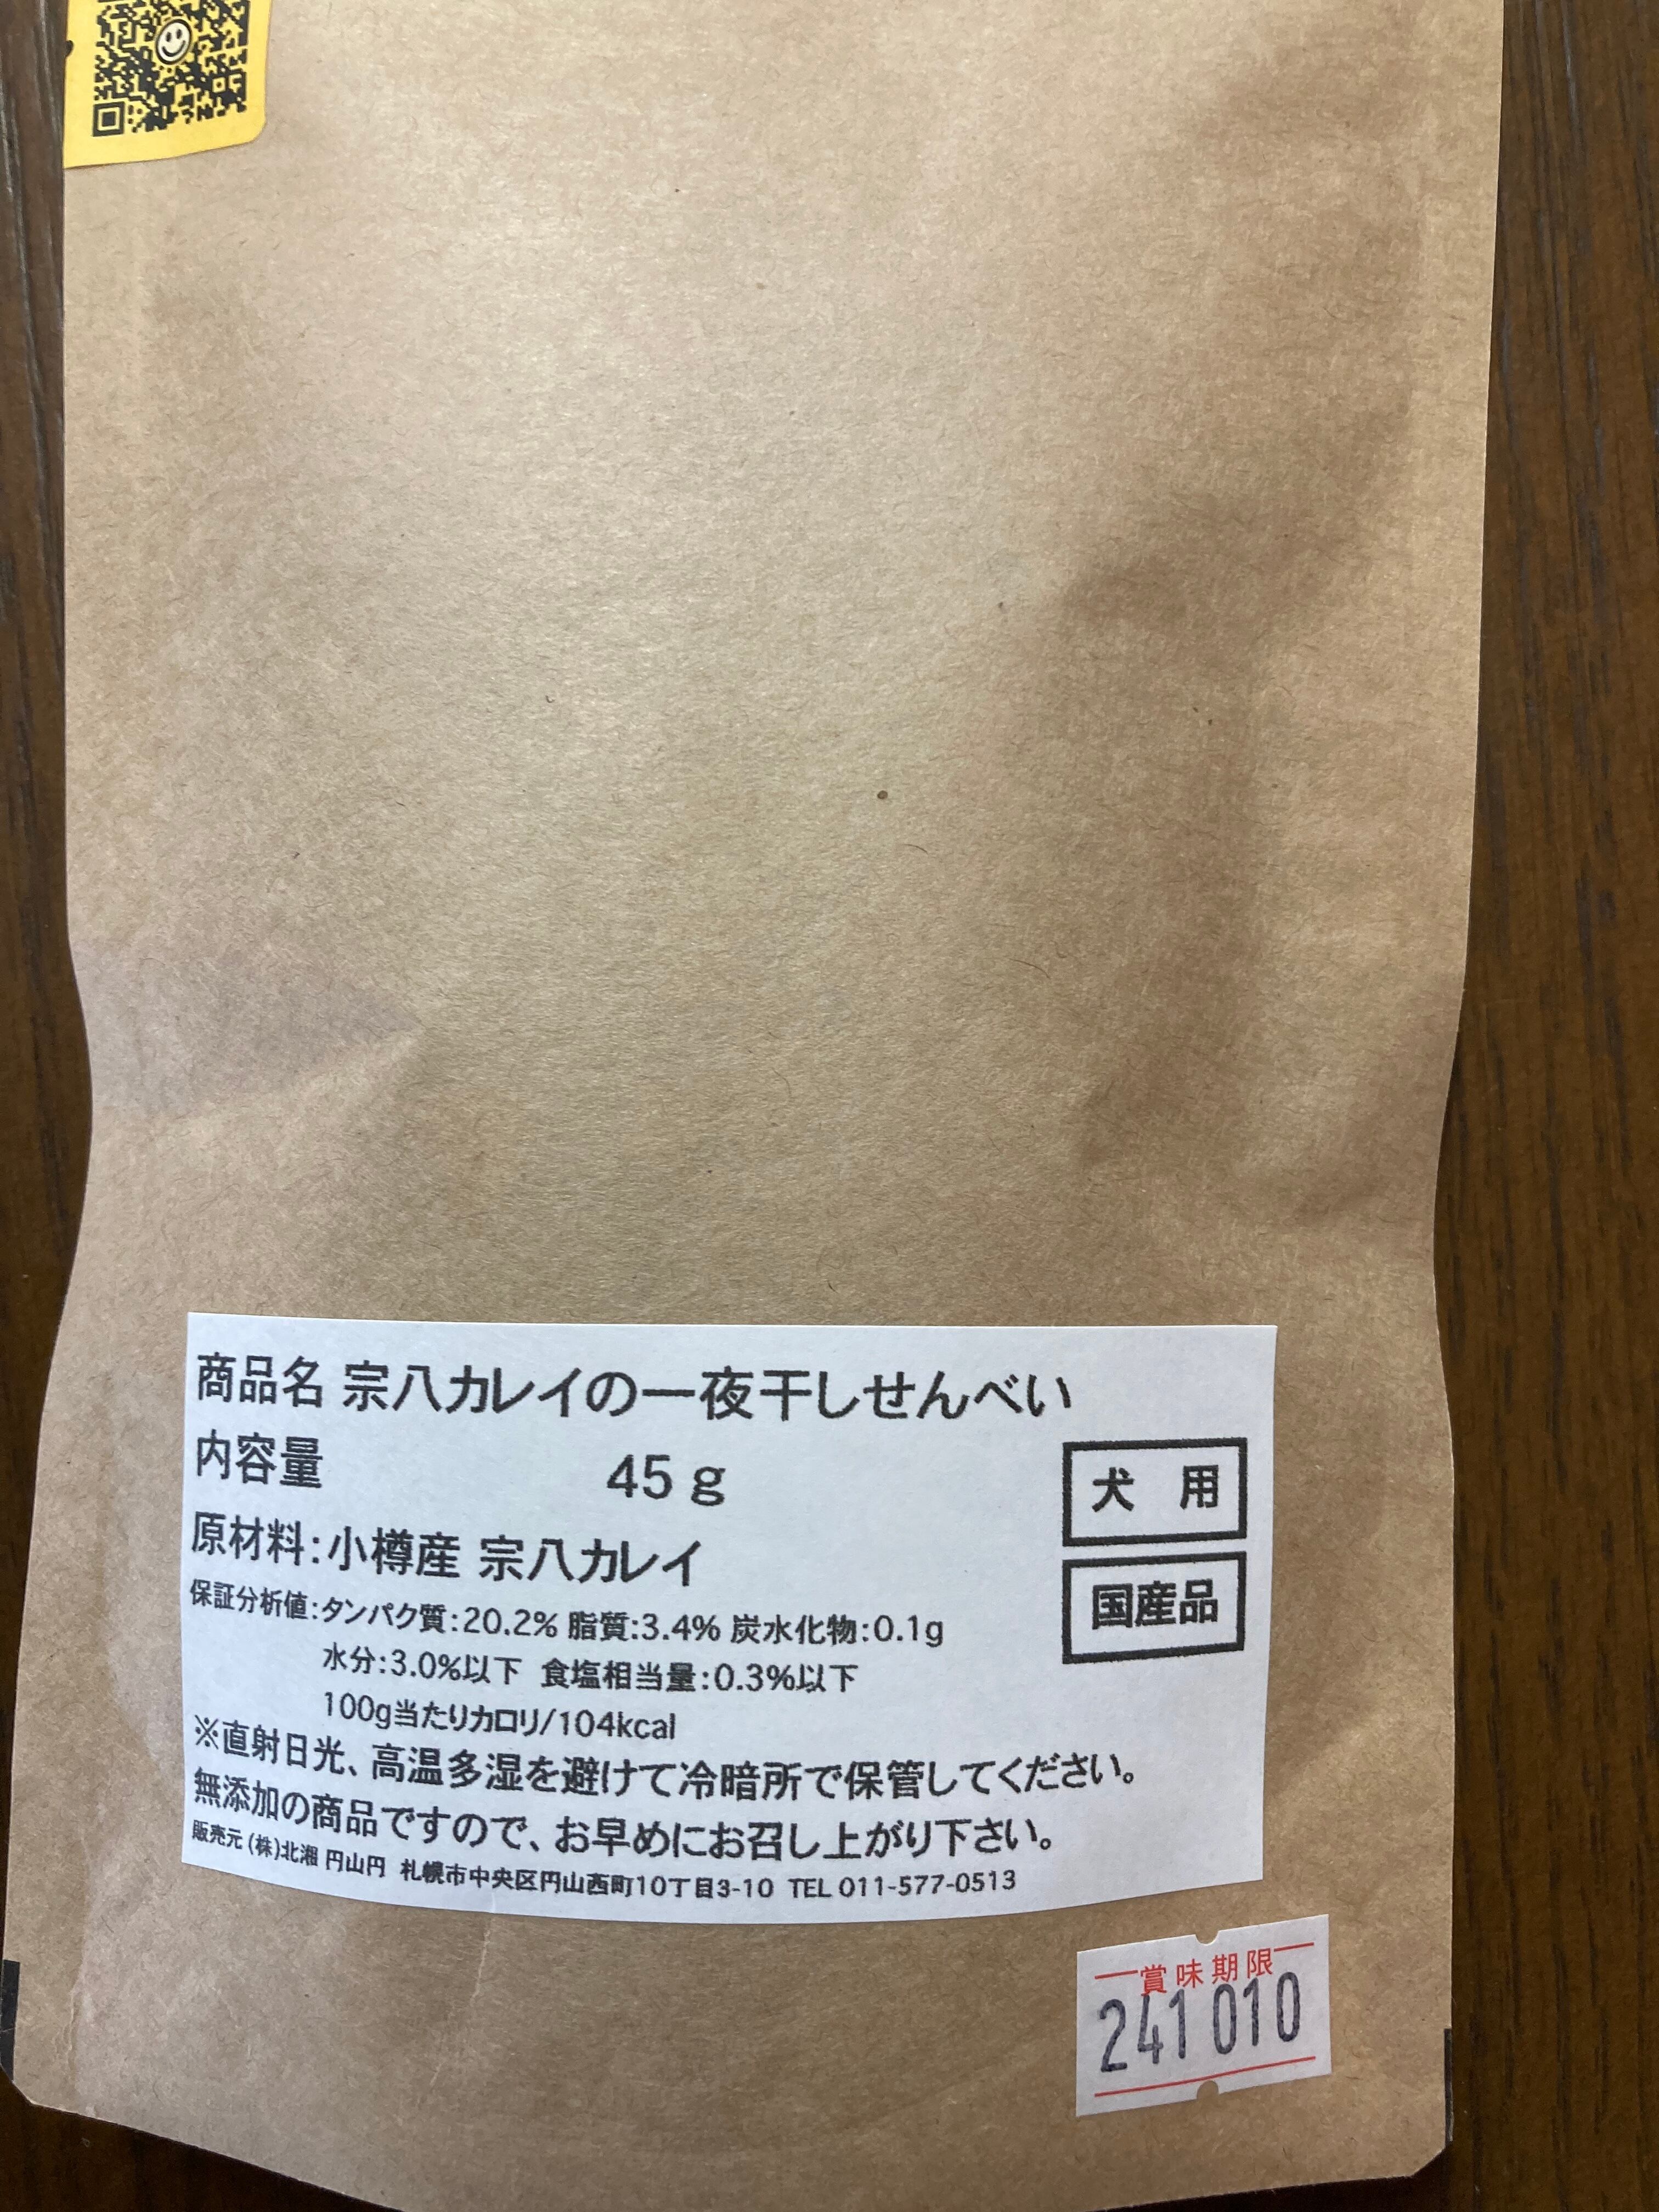 商品名 宗八カレイの一夜干しせんべい
内容量 45g
犬 用
原材料:小樽産 宗八カレイ
国産品
保証分析値:タンパク質:20.2% 脂質:3.4% 炭水化物:0.1g
水分:3.0%以下 食塩相当量:0.3%以下
100g当たりカロリ/104kcal
※直射日光、高温多湿を避けて冷暗所で保管してください。
無添加の商品ですので、お早めにお召し上がり下さい。
販売元 (株)北湘 円山円 札幌市中央区円山西町10丁目3-10 TEL 011-577-0513
賞味期限
241010